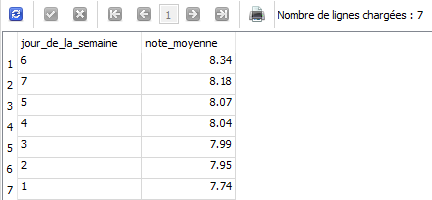 1 Nombre de lignes chargées : 7
jour_de_la_semaine note_moyenne
1 6 8.34
2 7 8.18
3 5 8.07
4 4 8.04
5 3 7.99
6 2 7.95
7 1 7.74